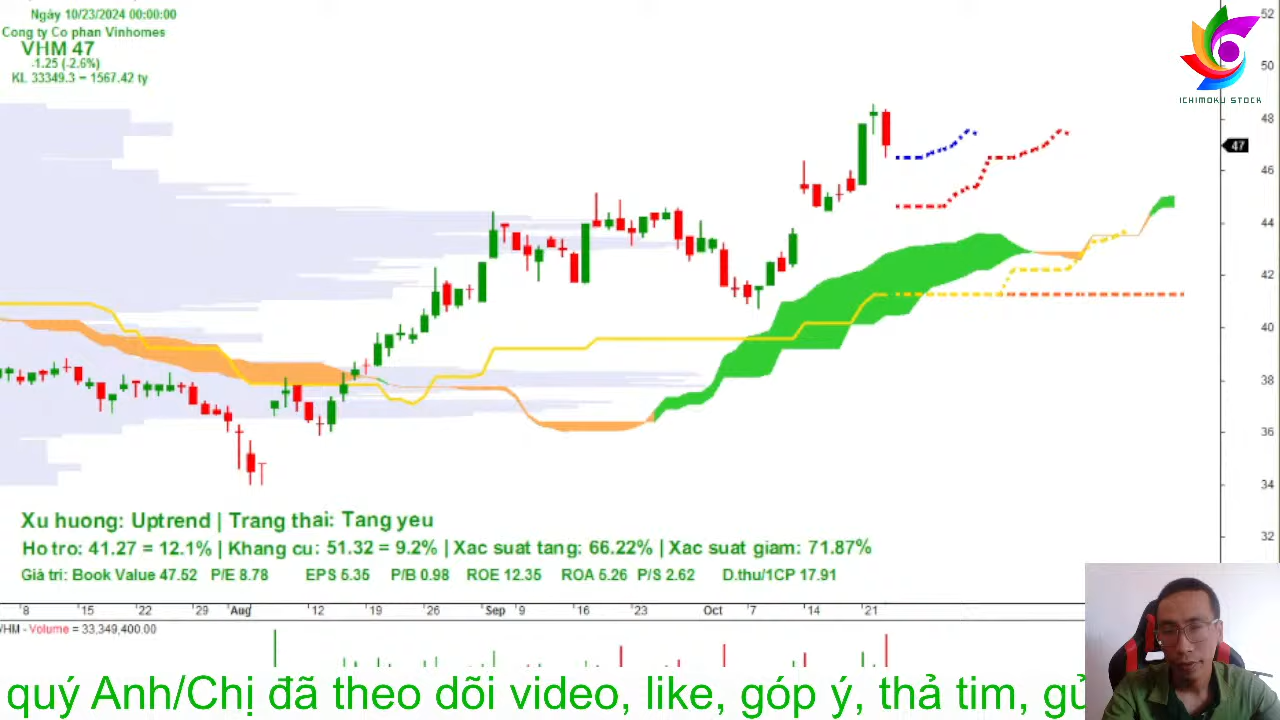 Ngáy 10/23/2024 00:00:00
Cong ty Co phan Vinhomes
VHM 47
-1.25 (-2.6%)
KL 33349.3 = 1567.42 ty
ICHIMOKU STOCK
52
50
48
47
46
44
42
40
38
36
34
32
Xu huong: Uptrend | Trang thai: Tang yeu
Ho tro: 41.27 = 12.1% | Khang cu: 51.32 = 9.2% | Xac suat tang: 66.22% | Xac suat giam: 71.87%
Giá trị: Book Value 47.52 P/E 8.78 EPS 5.35 P/B 0.98 ROE 12.35 ROA 5.26 P/S 2.62 D.thu/1CP 17.91
8 15 22 29 Aug 12 19 26 Sep 9 16 23 Oct 7 14 21
VHM - Volume = 33,349,400.00
quý Anh/Chị đã theo dõi video, like, góp ý, thả tim, gử